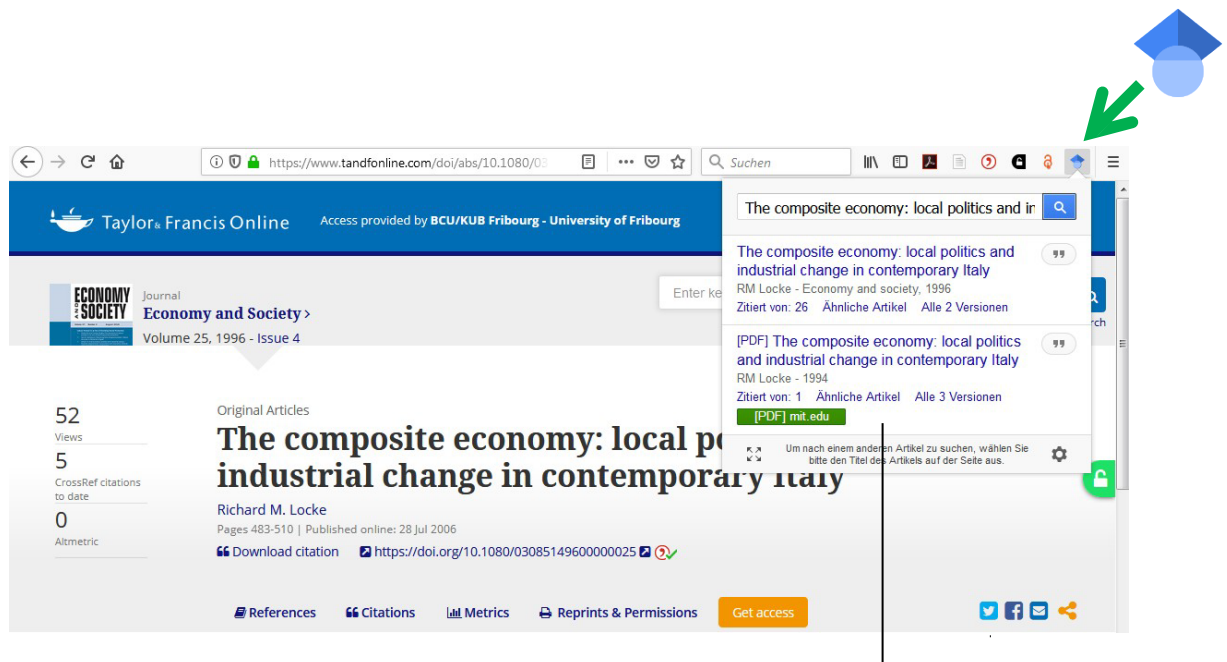 https://www.tandfonline.com/doi/abs/10.1080/03
Suchen
Taylor & Francis Online
Access provided by BCU/KUB Fribourg - University of Fribourg
The composite economy: local politics and in
The composite economy: local politics and
industrial change in contemporary Italy
RM Locke - Economy and society, 1996
Zitiert von: 26 Ähnliche Artikel Alle 2 Versionen
[PDF] The composite economy: local politics
and industrial change in contemporary Italy
RM Locke - 1994
Zitiert von: 1 Ähnliche Artikel Alle 3 Versionen
[PDF] mit.edu
Um nach einem anderen Artikel zu suchen, wählen Sie
bitte den Titel des Artikels auf der Seite aus.
ECONOMY
AND
SOCIETY
Journal
Economy and Society >
Volume 25, 1996 - Issue 4
Enter ke
rch
52
Views
5
CrossRef citations
to date
0
Altmetric
Original Articles
The composite economy: local po
industrial change in contemporary Italy
Richard M. Locke
Pages 483-510 | Published online: 28 Jul 2006
Download citation https://doi.org/10.1080/03085149600000025
References Citations Metrics Reprints & Permissions Get access